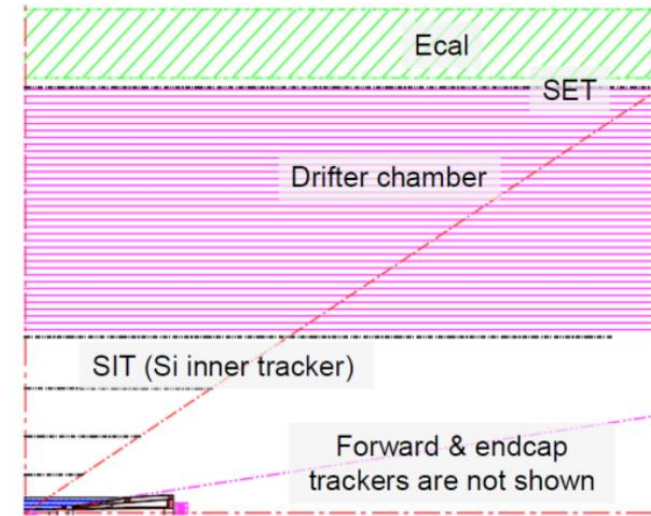 Ecal
SET
Drifter chamber
SIT (Si inner tracker)
Forward & endcap
trackers are not shown